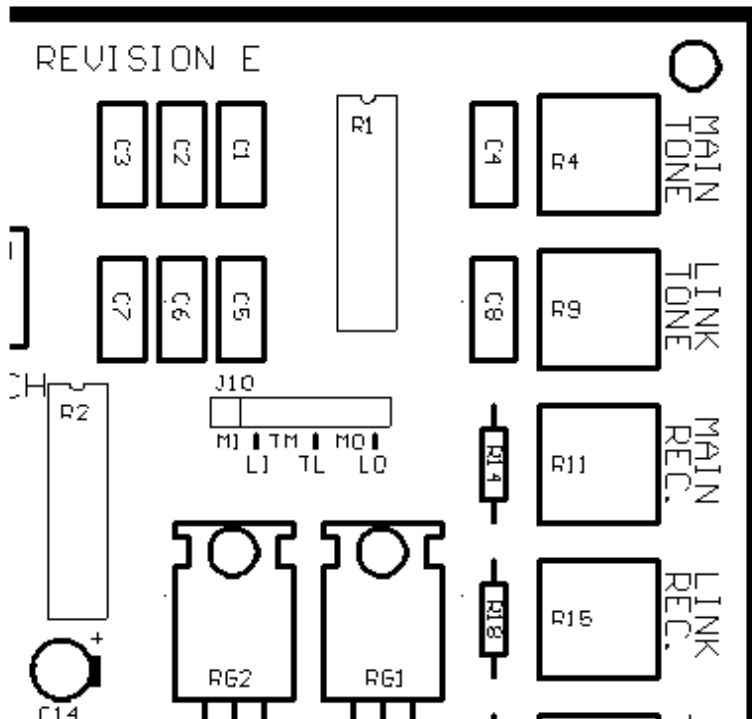 REVISION E
C3
C2
C1
R1
C4
R4
MAIN
TONE
C7
C6
C5
C8
R9
LINK
TONE
CH
R2
J10
MI TM MO
LI TL LO
R14
R11
MAIN
REC.
R18
R15
LINK
REC.
+
RG2
RG1
C14